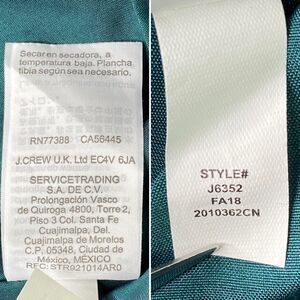 Secar en secadora, a
temperatura baja. Plancha
tibia según sea necesario.
RN77388 CA56445
J.CREW U.K. Ltd EC4V 6JA
SERVICETRADING
S.A. DE C.V.
Prolongación Vasco
de Quiroga 4800, Torre 2,
Piso 3 Col. Santa Fe
Cuajimalpa, Del.
Cuajimalpa de Morelos
C.P. 05348, Ciudad de
México, MÉXICO
RFC: STR921014AR0
STYLE#
J6352
FA18
2010362CN